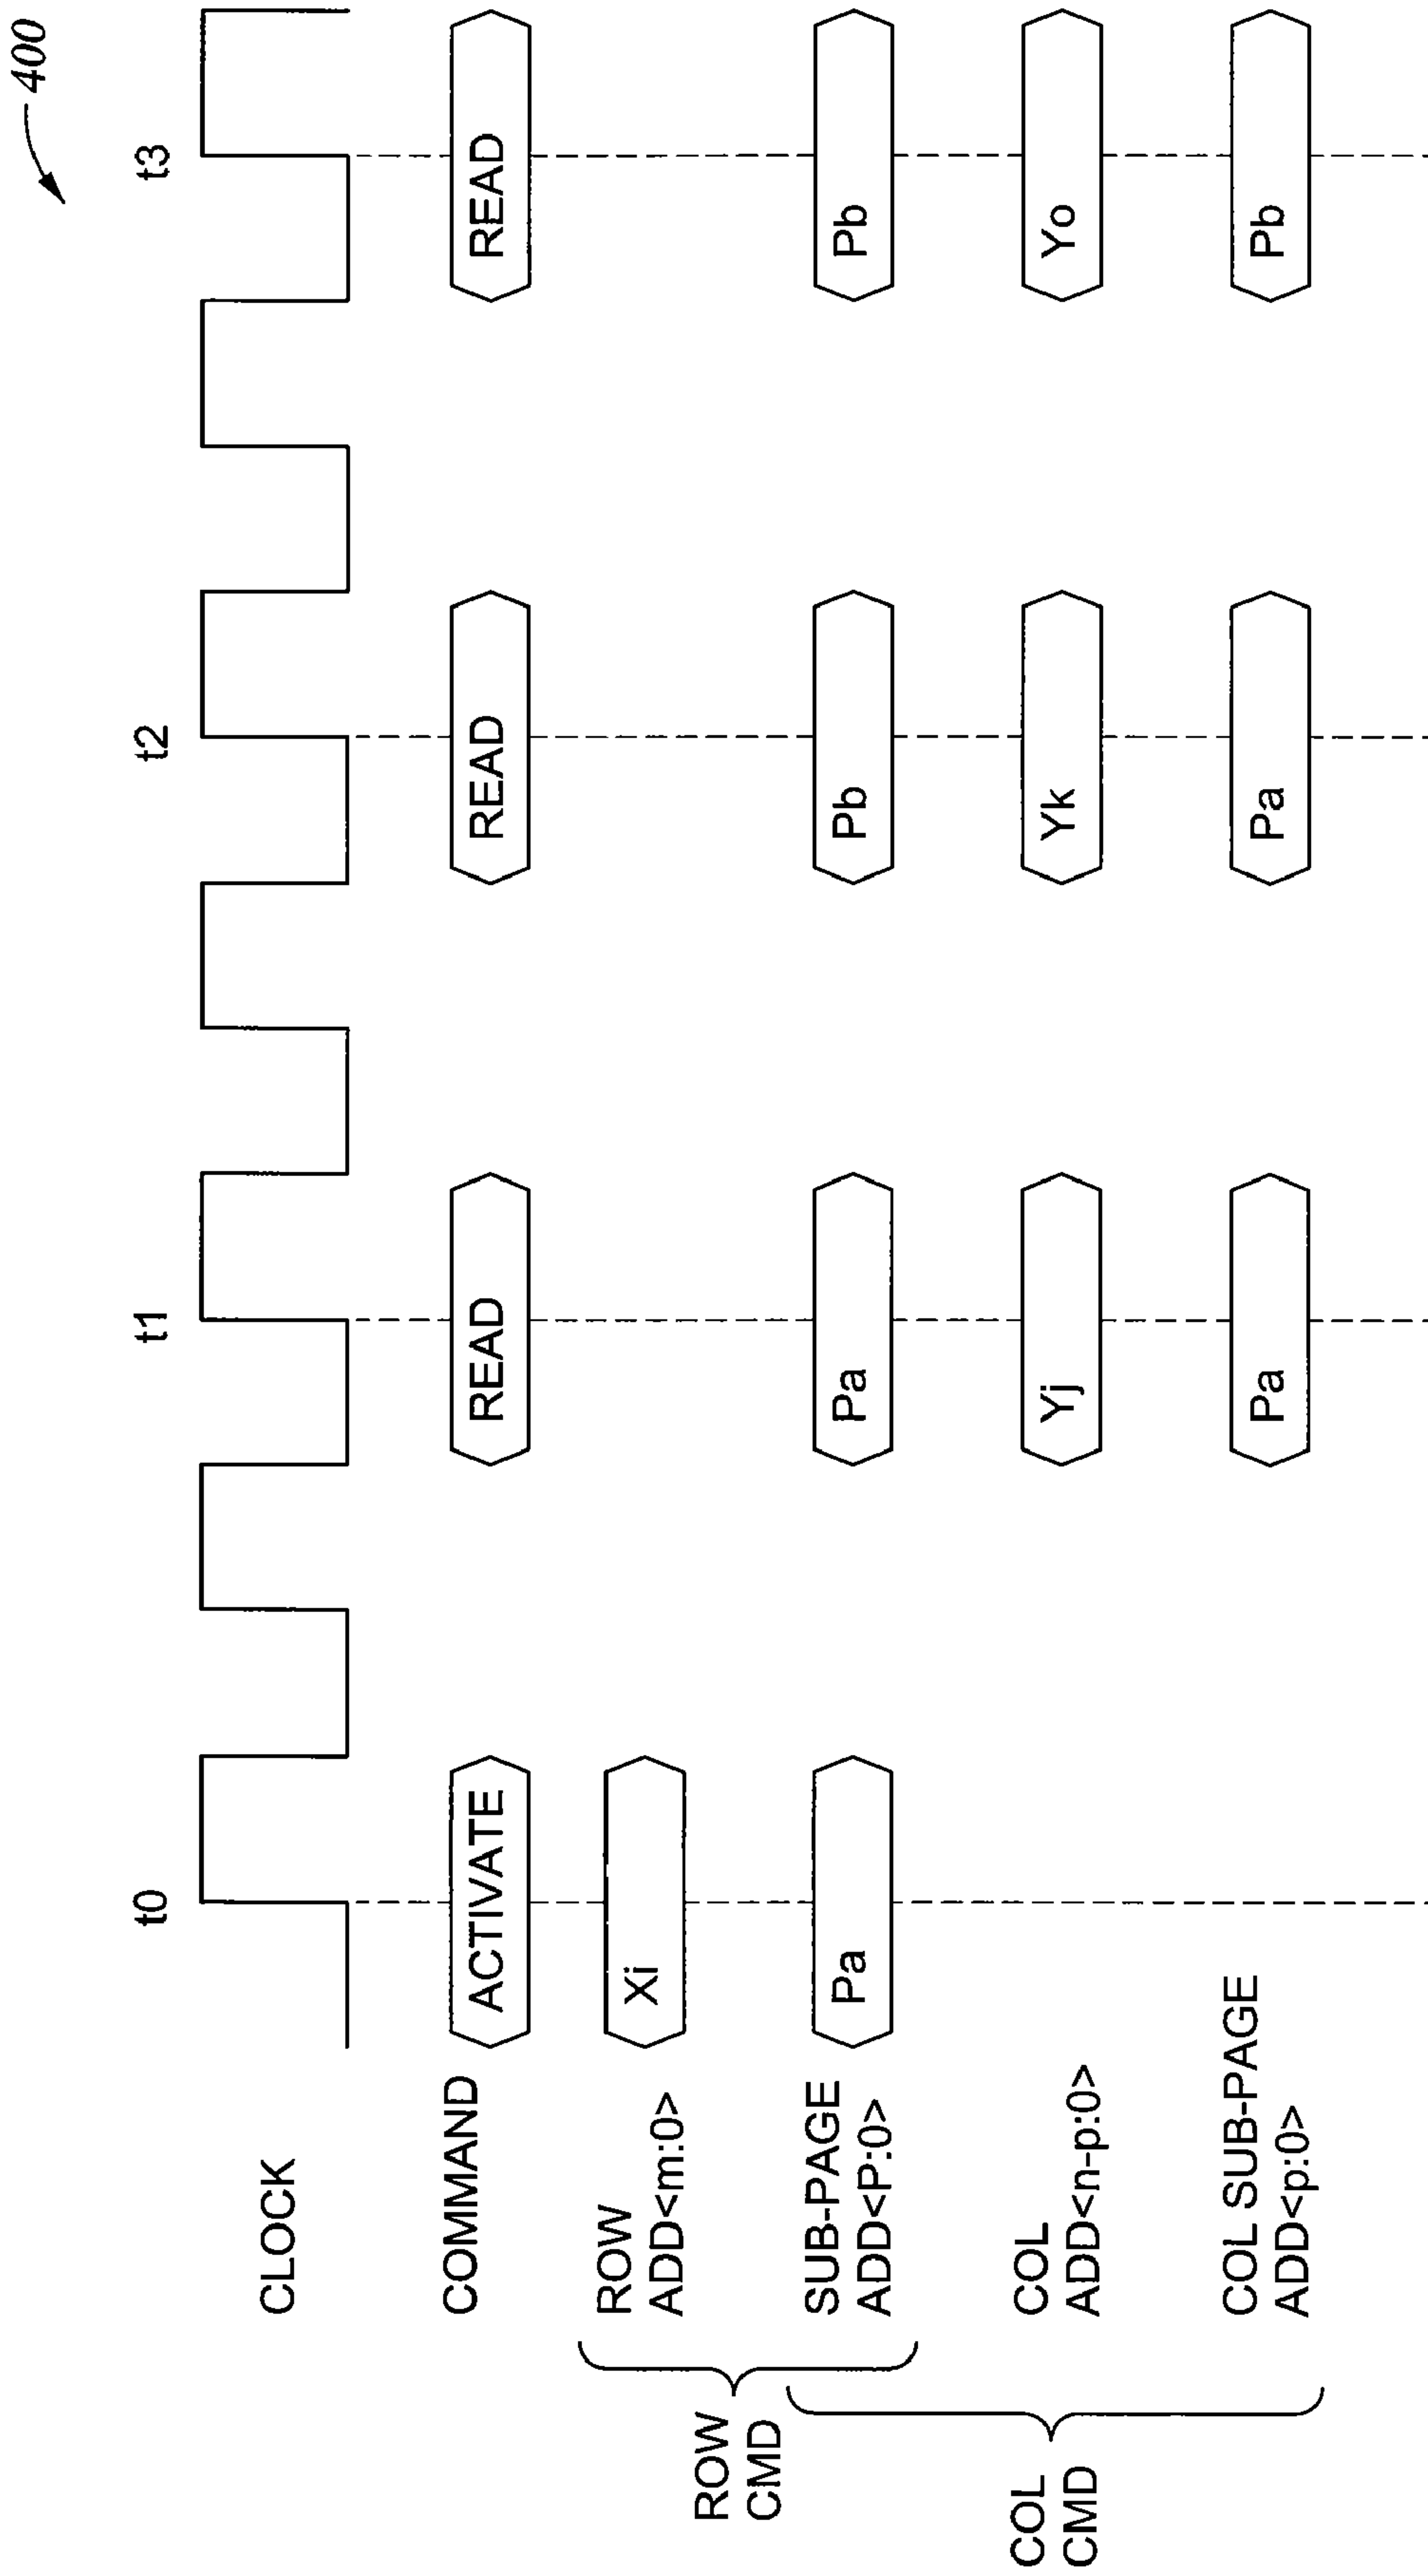 400
t0
t1
t2
t3
CLOCK
COMMAND
ACTIVATE
READ
READ
READ
ROW
CMD
ROW
ADD<m:0>
Xi
SUB-PAGE
ADD<P:0>
Pa
Pa
Pb
Pb
COL
CMD
COL
ADD<n-p:0>
Yj
Yk
Yo
COL SUB-PAGE
ADD<p:0>
Pa
Pa
Pb